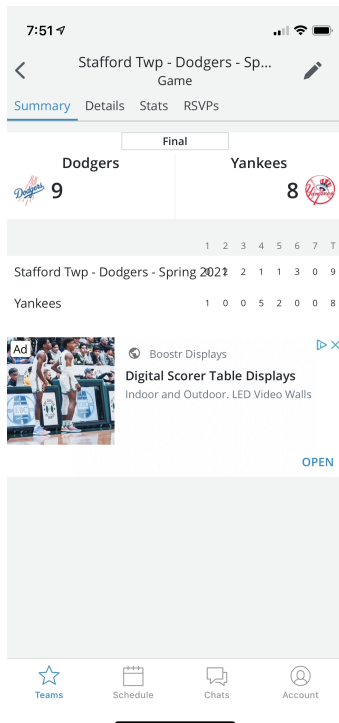 7:51
Stafford Twp - Dodgers - Sp...
Game
Summary Details Stats RSVPs
Final
Dodgers Yankees
Dodgers 9 8
1 2 3 4 5 6 7 T
Stafford Twp - Dodgers - Spring 2021 2 1 1 3 0 9
Yankees 1 0 0 5 2 0 0 8
Ad
Boostr Displays
Digital Scorer Table Displays
Indoor and Outdoor. LED Video Walls
OPEN
Teams Schedule Chats Account